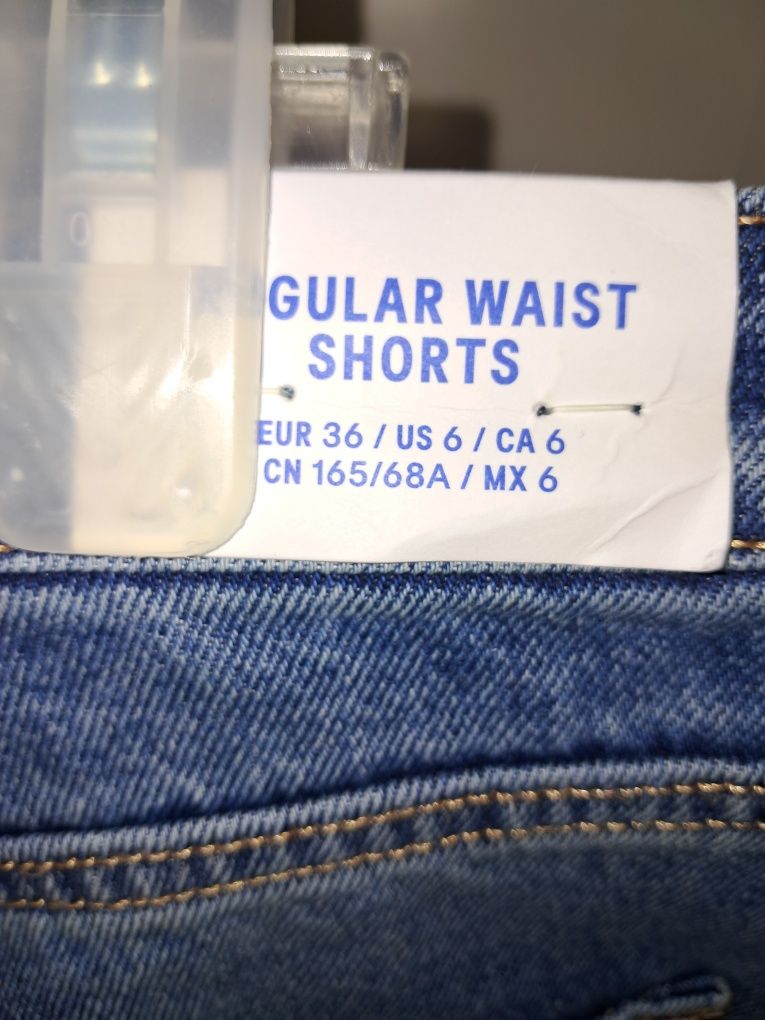 GULAR WAIST
SHORTS
EUR 36 / US 6 / CA 6
CN 165/68A / MX 6